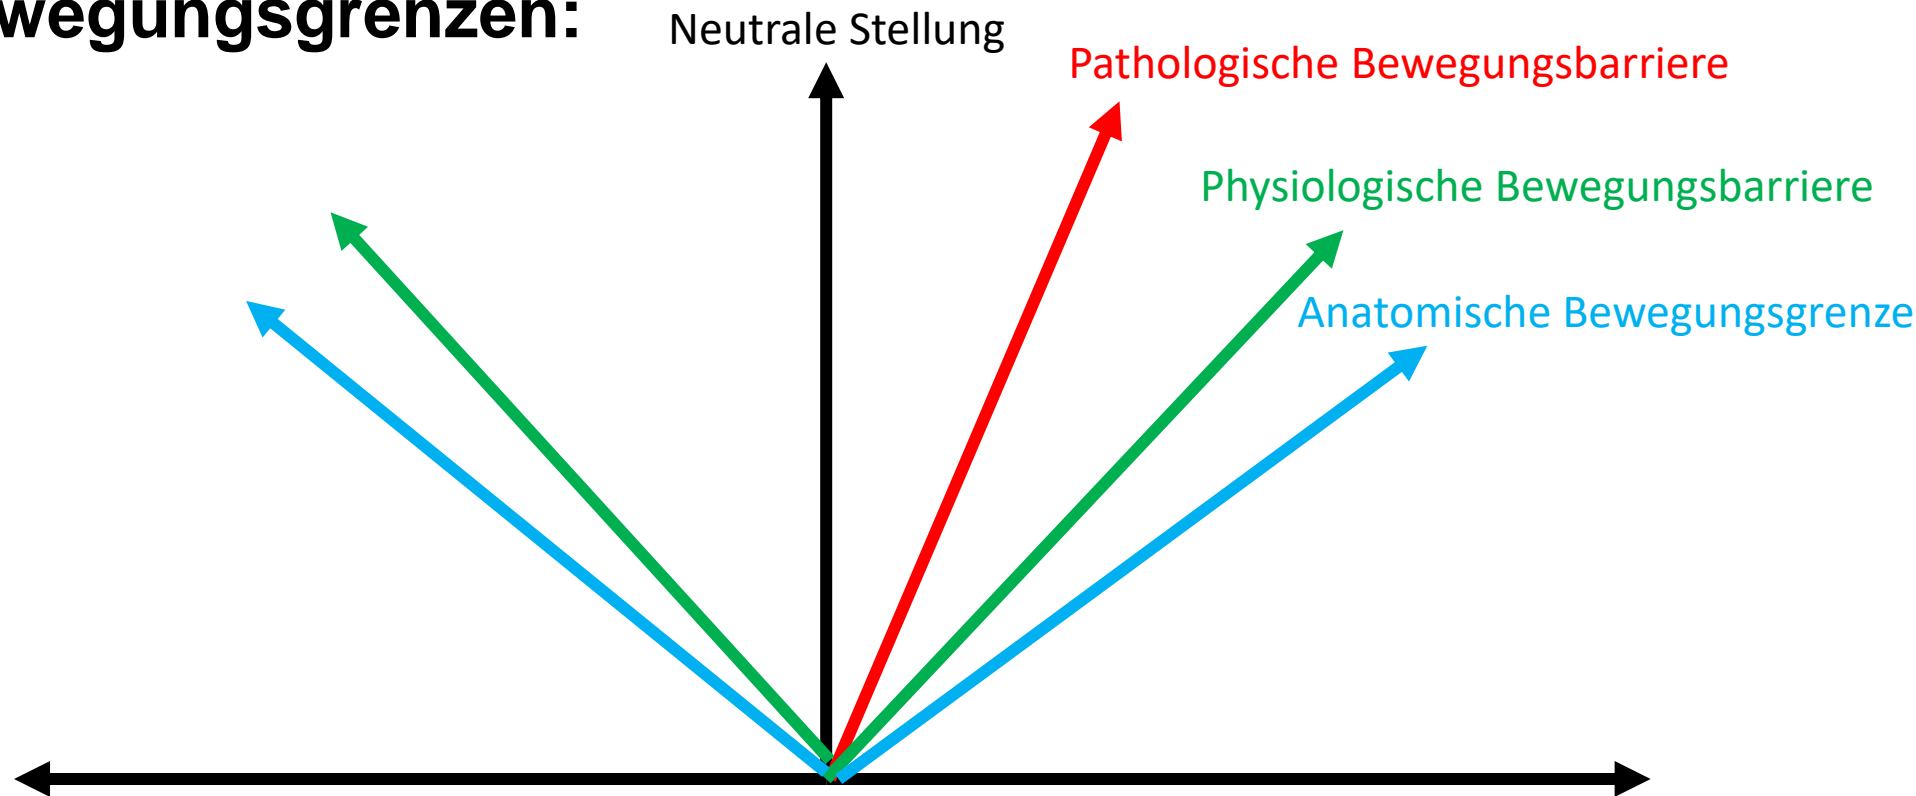 wegungsgrenzen:
Neutrale Stellung
Pathologische Bewegungsbarriere
Physiologische Bewegungsbarriere
Anatomische Bewegungsgrenze